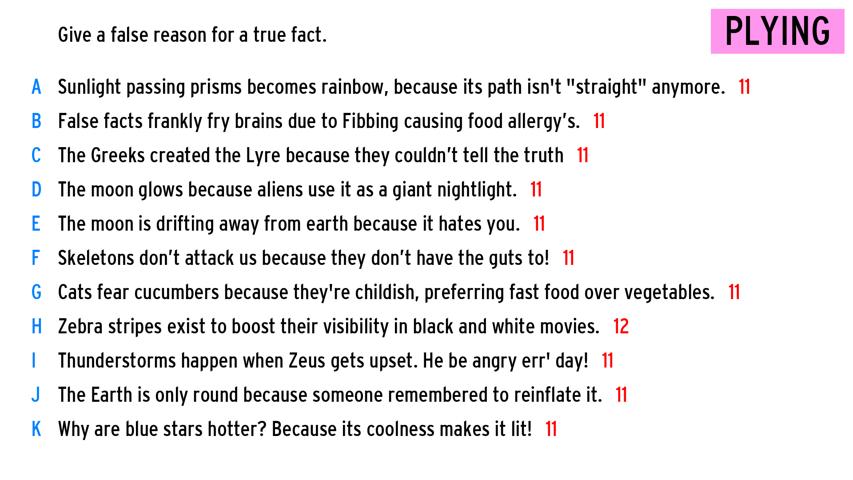 Give a false reason for a true fact.
PLYING
A Sunlight passing prisms becomes rainbow, because its path isn't "straight" anymore. 11
B False facts frankly fry brains due to Fibbing causing food allergy's. 11
C The Greeks created the Lyre because they couldn't tell the truth 11
D The moon glows because aliens use it as a giant nightlight. 11
E The moon is drifting away from earth because it hates you. 11
F Skeletons don't attack us because they don't have the guts to! 11
G Cats fear cucumbers because they're childish, preferring fast food over vegetables. 11
H Zebra stripes exist to boost their visibility in black and white movies. 12
I Thunderstorms happen when Zeus gets upset. He be angry err' day! 11
J The Earth is only round because someone remembered to reinflate it. 11
K Why are blue stars hotter? Because its coolness makes it lit! 11